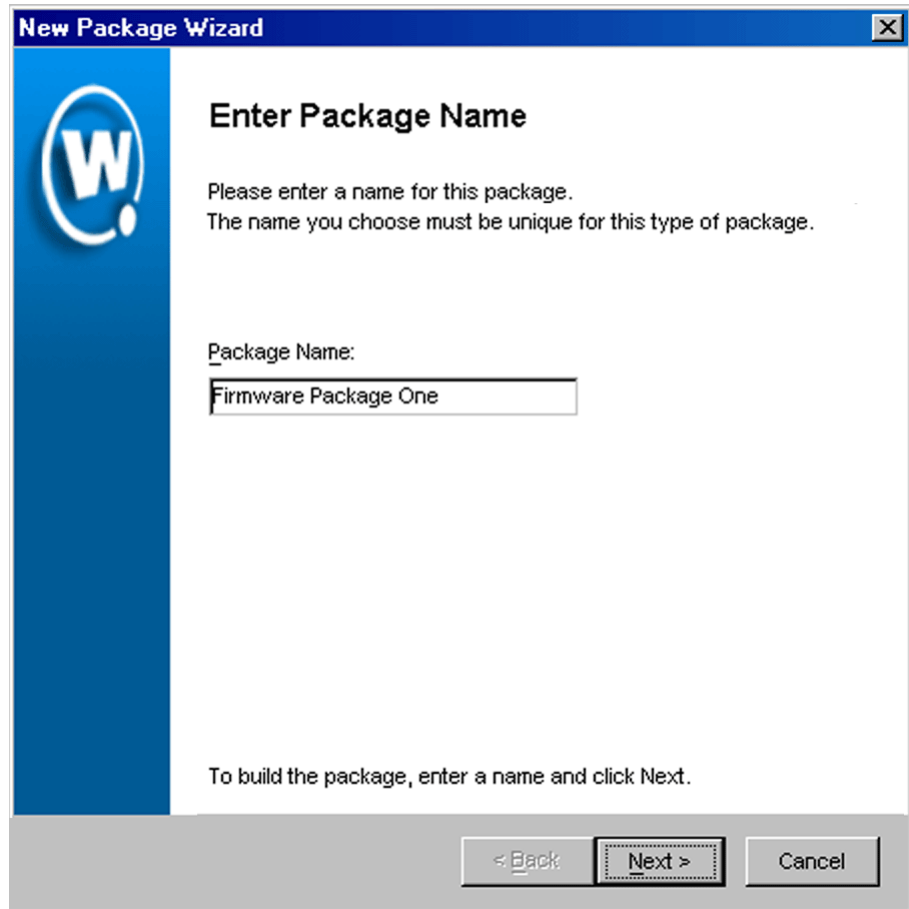 New Package Wizard
W
Enter Package Name
Please enter a name for this package.
The name you choose must be unique for this type of package.
Package Name:
Firmware Package One
To build the package, enter a name and click Next.
< Back Next > Cancel